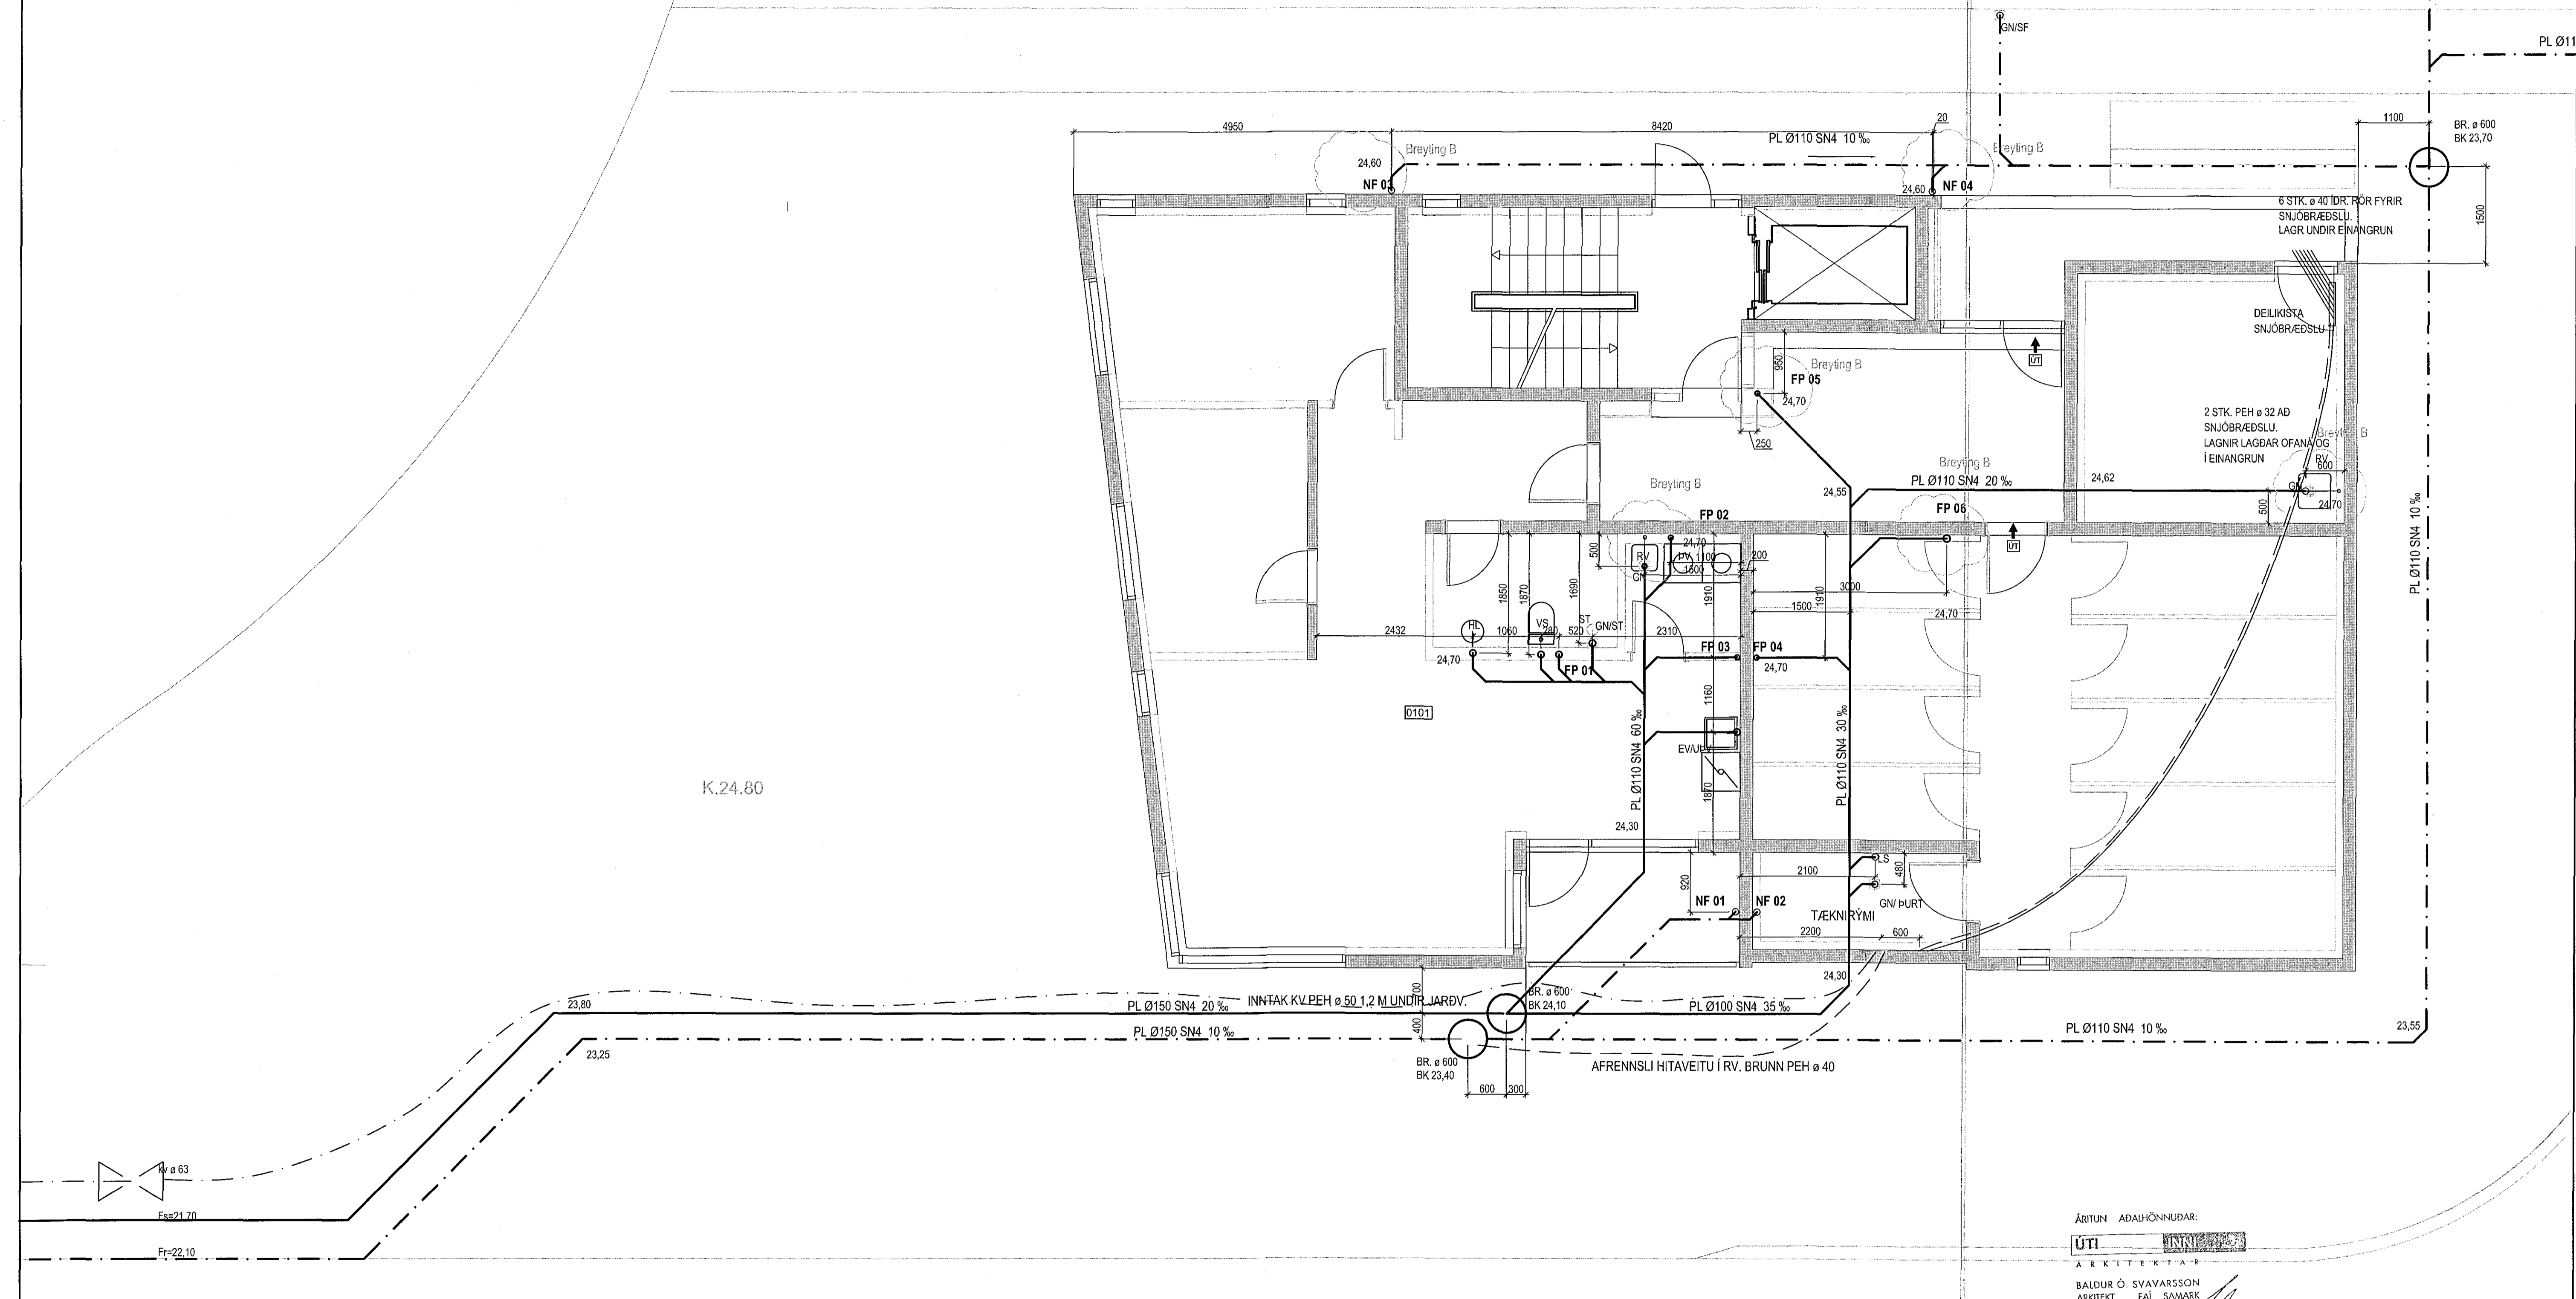 GN/SF
PL Ø11
4950
8420
20
1100
BR. ø 600
BK 23,70
PL Ø110 SN4 10 ‰
Breyting B
Breyting B
24,60
NF 03
24,60
NF 04
6 STK. ø 40 ÍDR. RÖR FYRIR
SNJÓBRÆÐSLU.
LAGR UNDIR EINANGRUN
1500
DEILIKISTA
SNJÓBRÆÐSLU
ÚT
950
Breyting B
FP 05
24,70
250
2 STK. PEH ø 32 AÐ
SNJÓBRÆÐSLU.
LAGNIR LAGÐAR OFANÁ OG
Í EINANGRUN
Breyting B
RV
600
GN
24,70
500
Breyting B
Breyting B
24,55
PL Ø110 SN4 20 ‰
24,62
FP 02
FP 06
ÚT
PL Ø110 SN4 10 ‰
24,70
RV
ÞV
1100
1600
GN
200
500
1850
1870
1690
1910
1910
3000
1500
24,70
HL
VS
ST
GN/ST
2432
1060
280
520
2310
24,70
FP 01
FP 03
FP 04
24,70
1160
0101
PL Ø110 SN4 60 ‰
PL Ø110 SN4 30 ‰
K.24.80
1870
24,30
LS
2100
480
920
NF 01
NF 02
GN/ ÞURT
TÆKNIRÝMI
2200
600
24,30
23,80
PL Ø150 SN4 20 ‰
INNTAK KV PEH ø 50 1,2 M UNDIR JARÐV.
BR. ø 600
BK 24,10
PL Ø100 SN4 35 ‰
400
PL Ø150 SN4 10 ‰
23,25
PL Ø110 SN4 10 ‰
23,55
BR. ø 600
BK 23,40
AFRENNSLI HITAVEITU Í RV. BRUNN PEH ø 40
600
300
kv ø 63
Fs=21,70
Fr=22,10
ÁRITUN AÐALHÖNNUÐAR:
ÚTI INNI
ARKITEKTAR
BALDUR Ó. SVAVARSSON
ARKITEKT FAÍ SAMARK